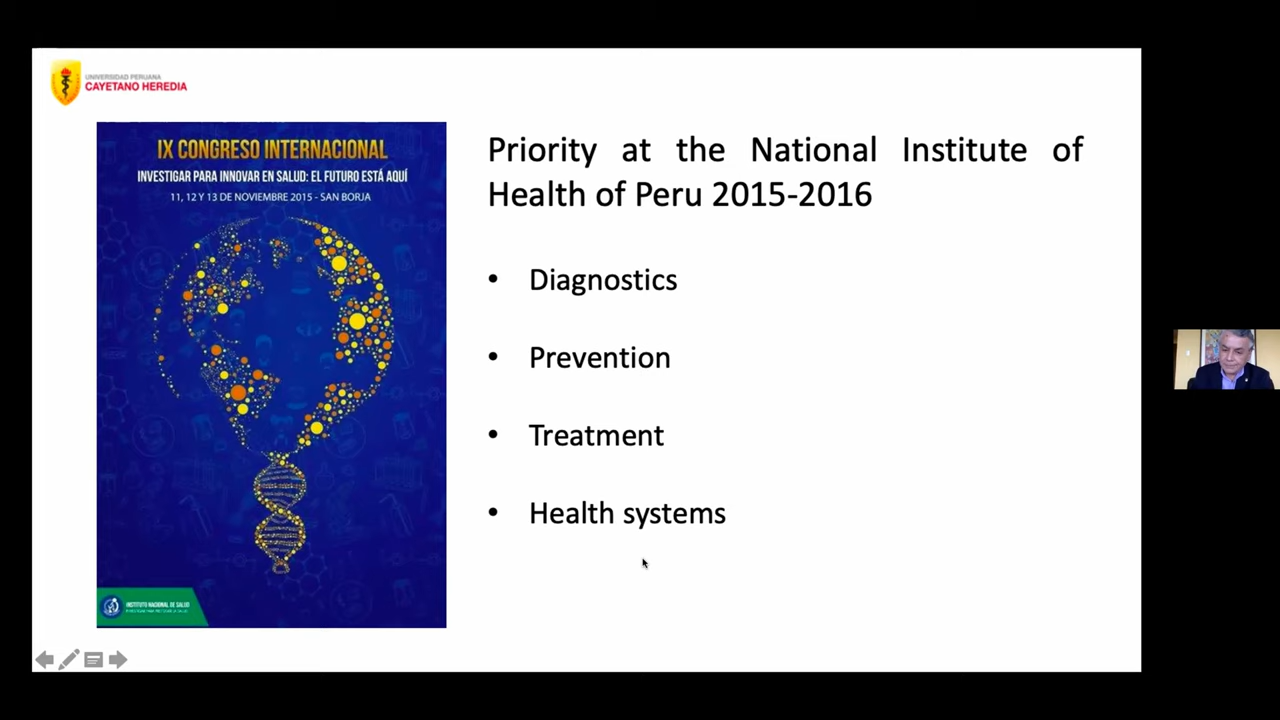 UNIVERSIDAD PERUANA
CAYETANO HEREDIA
IX CONGRESO INTERNACIONAL
INVESTIGAR PARA INNOVAR EN SALUD: EL FUTURO ESTÁ AQUÍ
11, 12 Y 13 DE NOVIEMBRE 2015 - SAN BORJA
INSTITUTO NACIONAL DE SALUD
Priority at the National Institute of
Health of Peru 2015-2016
• Diagnostics
• Prevention
• Treatment
• Health systems